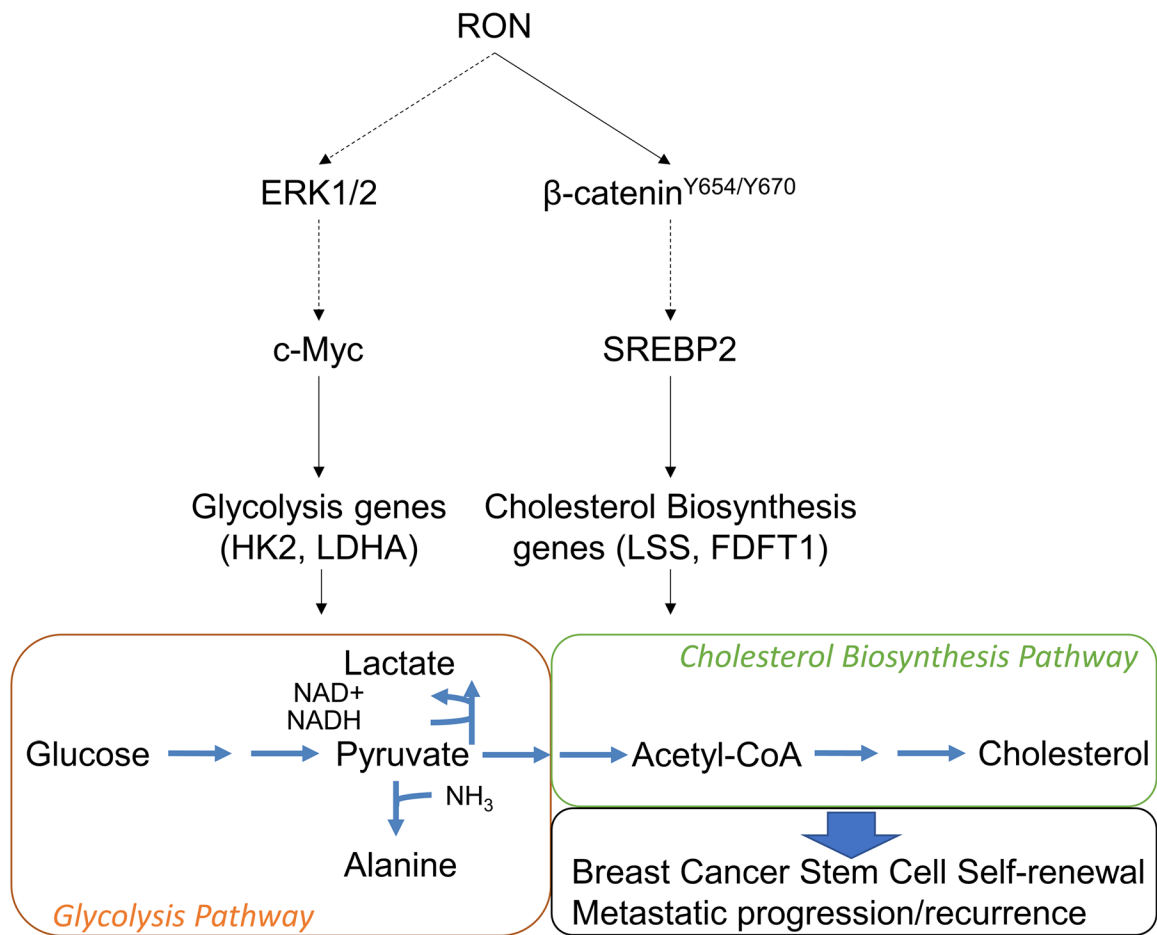 RON
ERK1/2
β-catenin^Y654/Y670
c-Myc
SREBP2
Glycolysis genes
(HK2, LDHA)
Cholesterol Biosynthesis
genes (LSS, FDFT1)
Cholesterol Biosynthesis Pathway
Lactate
NAD+
NADH
Glucose
Pyruvate
Acetyl-CoA
Cholesterol
NH₃
Alanine
Glycolysis Pathway
Breast Cancer Stem Cell Self-renewal
Metastatic progression/recurrence